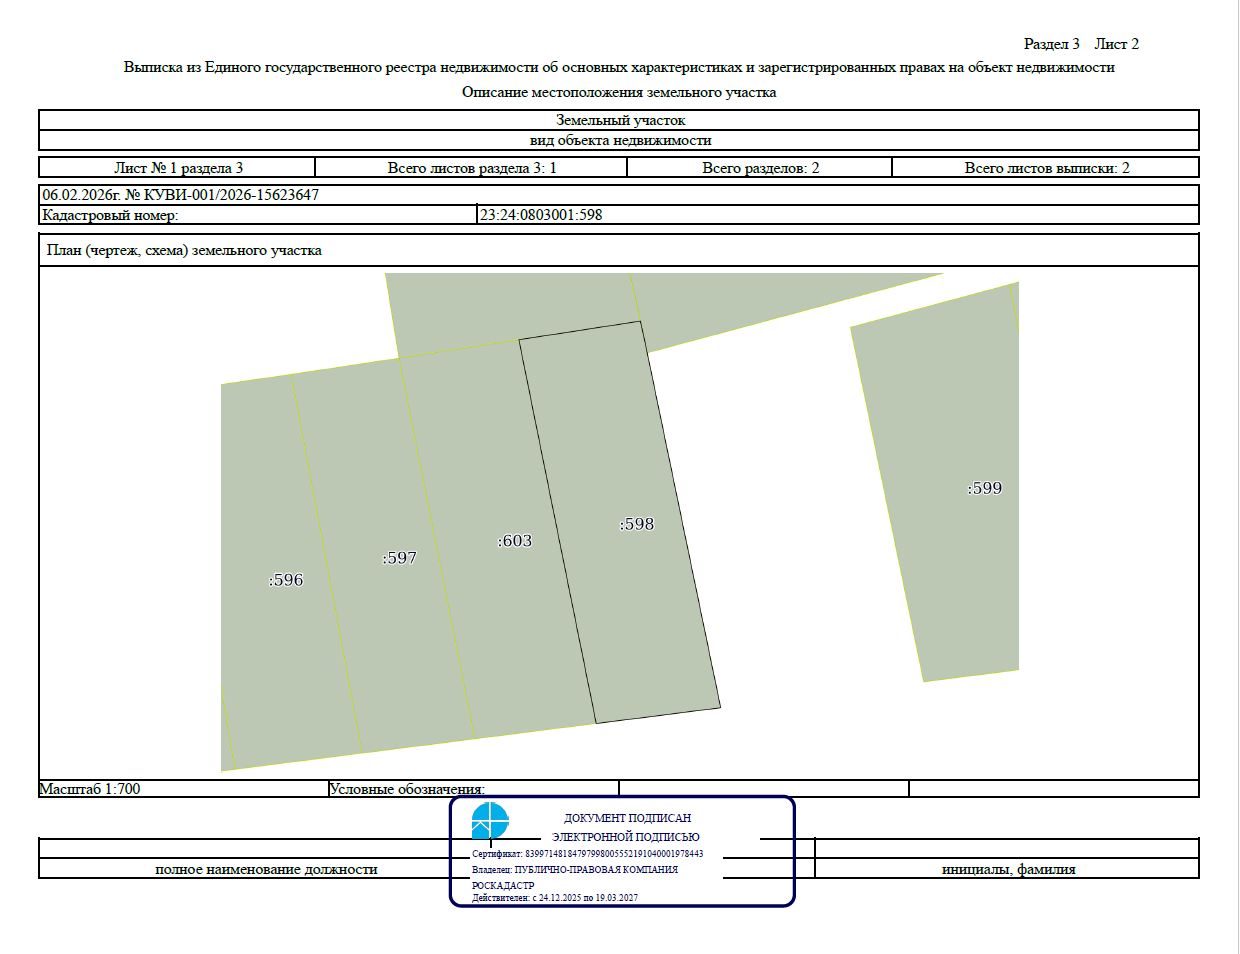 Раздел 3 Лист 2
Выписка из Единого государственного реестра недвижимости об основных характеристиках и зарегистрированных правах на объект недвижимости
Описание местоположения земельного участка
Земельный участок
вид объекта недвижимости
Лист № 1 раздела 3 Всего листов раздела 3: 1 Всего разделов: 2 Всего листов выписки: 2
06.02.2026г. № КУВИ-001/2026-15623647
Кадастровый номер: 23:24:0803001:598
План (чертеж, схема) земельного участка
:599
:598
:603
:597
:596
Масштаб 1:700 Условные обозначения:
ДОКУМЕНТ ПОДПИСАН
ЭЛЕКТРОННОЙ ПОДПИСЬЮ
Сертификат: 83997148184797998005552191040001978443
Владелец: ПУБЛИЧНО-ПРАВОВАЯ КОМПАНИЯ
РОСКАДАСТР
Действителен: с 24.12.2025 по 19.03.2027
полное наименование должности инициалы, фамилия